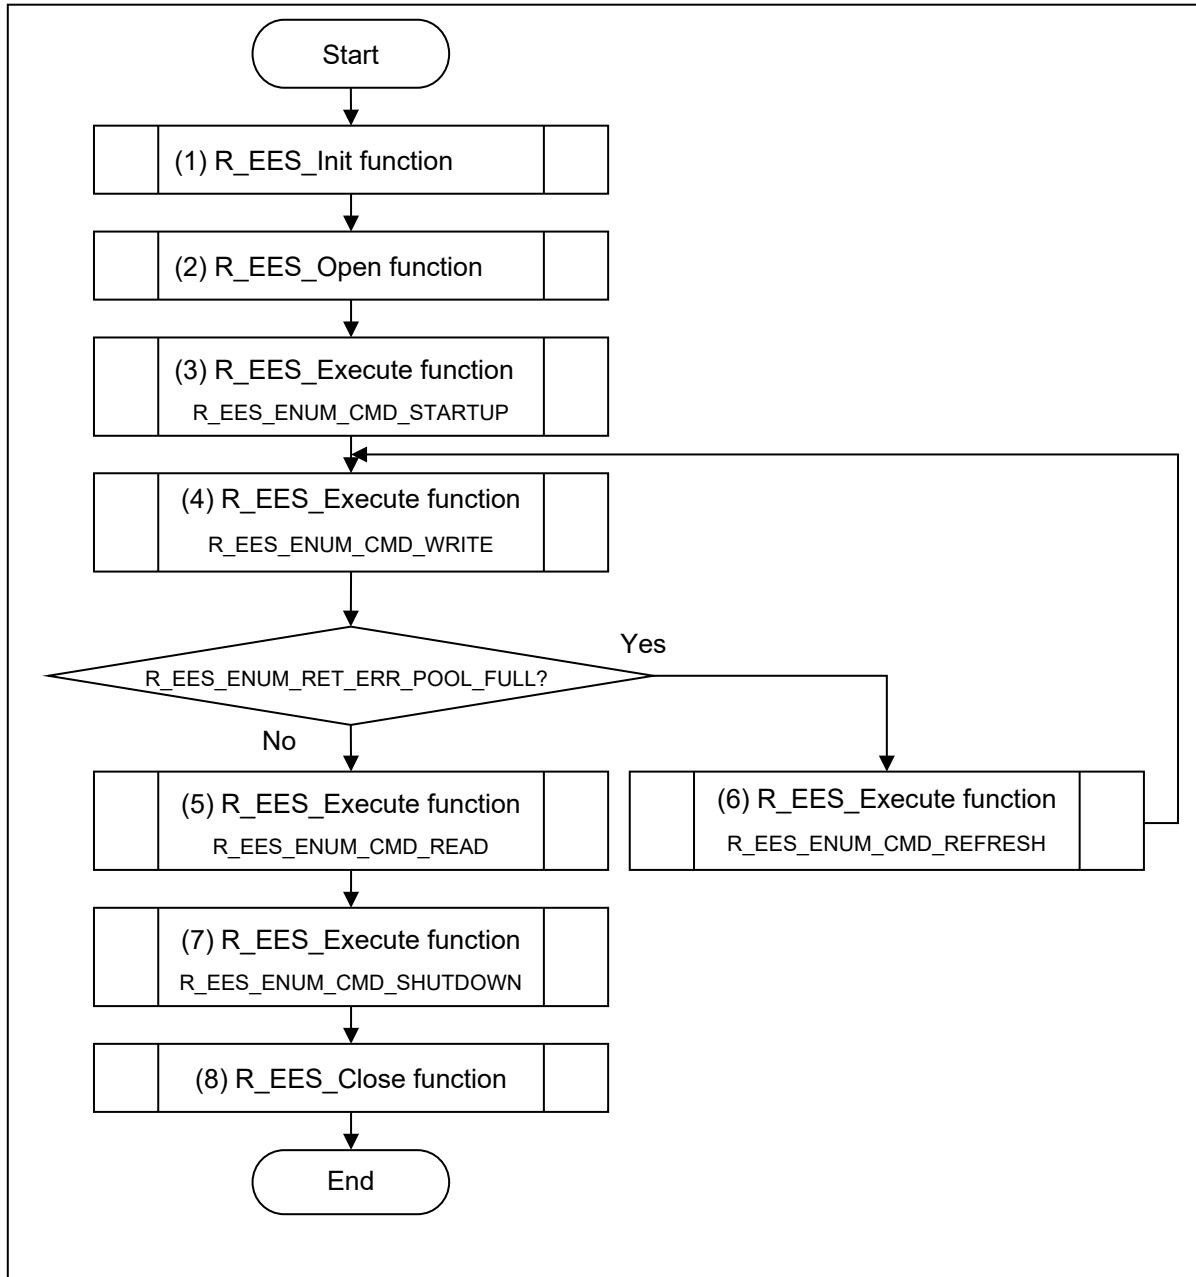 Start
(1) R_EES_Init function
(2) R_EES_Open function
(3) R_EES_Execute function
R_EES_ENUM_CMD_STARTUP
(4) R_EES_Execute function
R_EES_ENUM_CMD_WRITE
R_EES_ENUM_RET_ERR_POOL_FULL?
Yes
No
(5) R_EES_Execute function
R_EES_ENUM_CMD_READ
(6) R_EES_Execute function
R_EES_ENUM_CMD_REFRESH
(7) R_EES_Execute function
R_EES_ENUM_CMD_SHUTDOWN
(8) R_EES_Close function
End